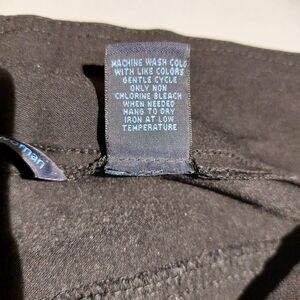 MACHINE WASH COLD
WITH LIKE COLORS
GENTLE CYCLE
ONLY NON
CHLORINE BLEACH
WHEN NEEDED
HANG TO DRY
IRON AT LOW
TEMPERATURE